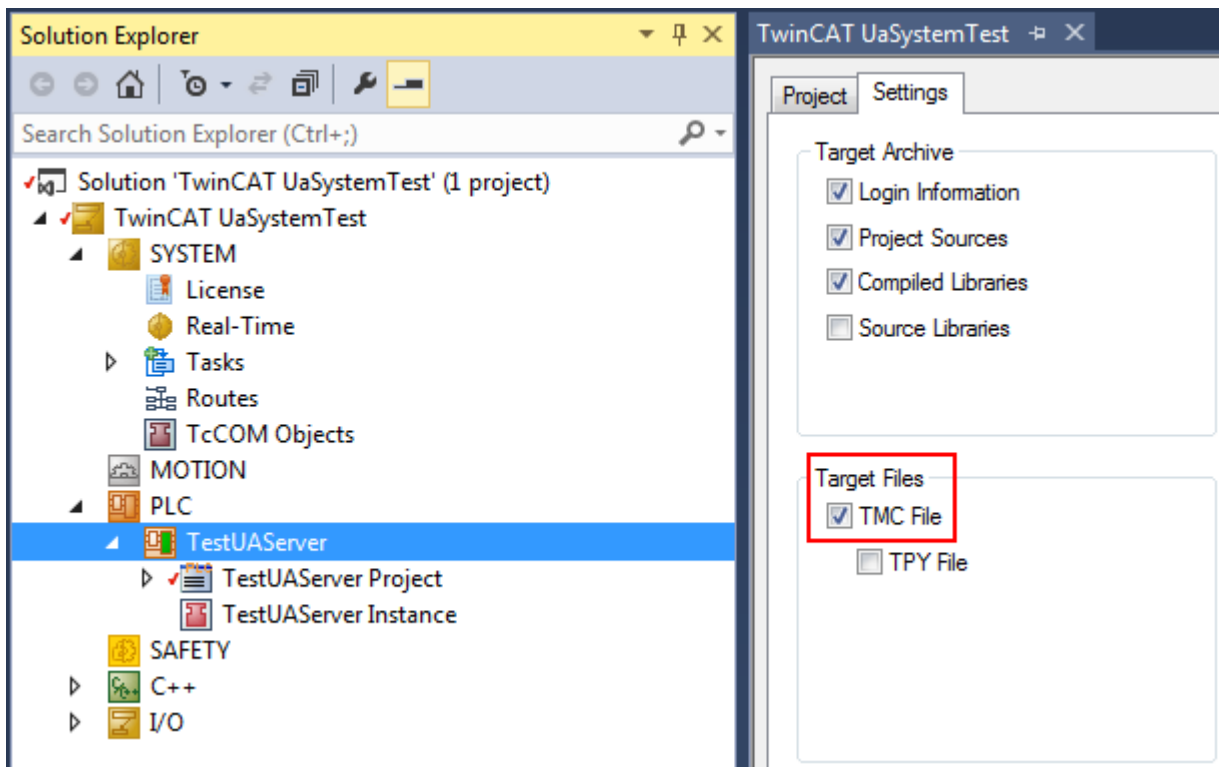 Solution Explorer
Search Solution Explorer (Ctrl+;)
Solution 'TwinCAT UaSystemTest' (1 project)
TwinCAT UaSystemTest
SYSTEM
License
Real-Time
Tasks
Routes
TcCOM Objects
MOTION
PLC
TestUAServer
TestUAServer Project
TestUAServer Instance
SAFETY
C++
I/O
TwinCAT UaSystemTest
Project
Settings
Target Archive
Login Information
Project Sources
Compiled Libraries
Source Libraries
Target Files
TMC File
TPY File